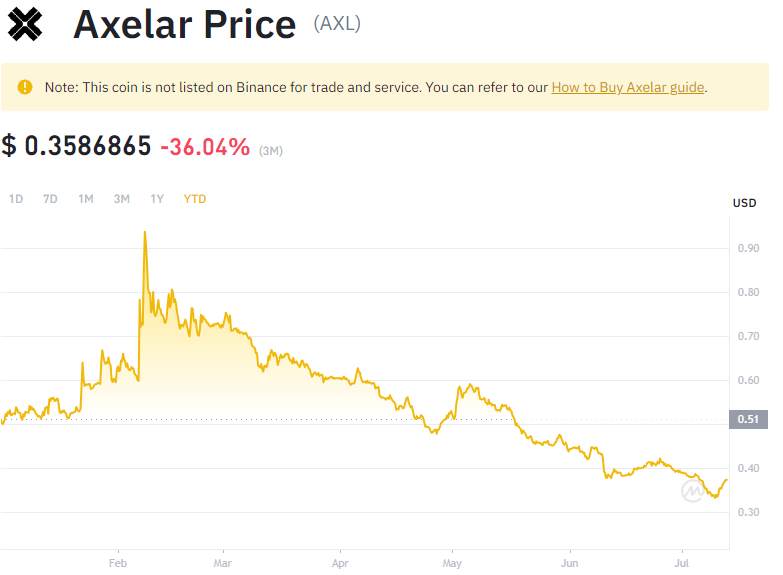 Axelar Price (AXL)
Note: This coin is not listed on Binance for trade and service. You can refer to our How to Buy Axelar guide.
$ 0.3586865 -36.04% (3M)
1D 7D 1M 3M 1Y YTD
USD
0.90
0.80
0.70
0.60
0.51
0.40
0.30
Feb Mar Apr May Jun Jul